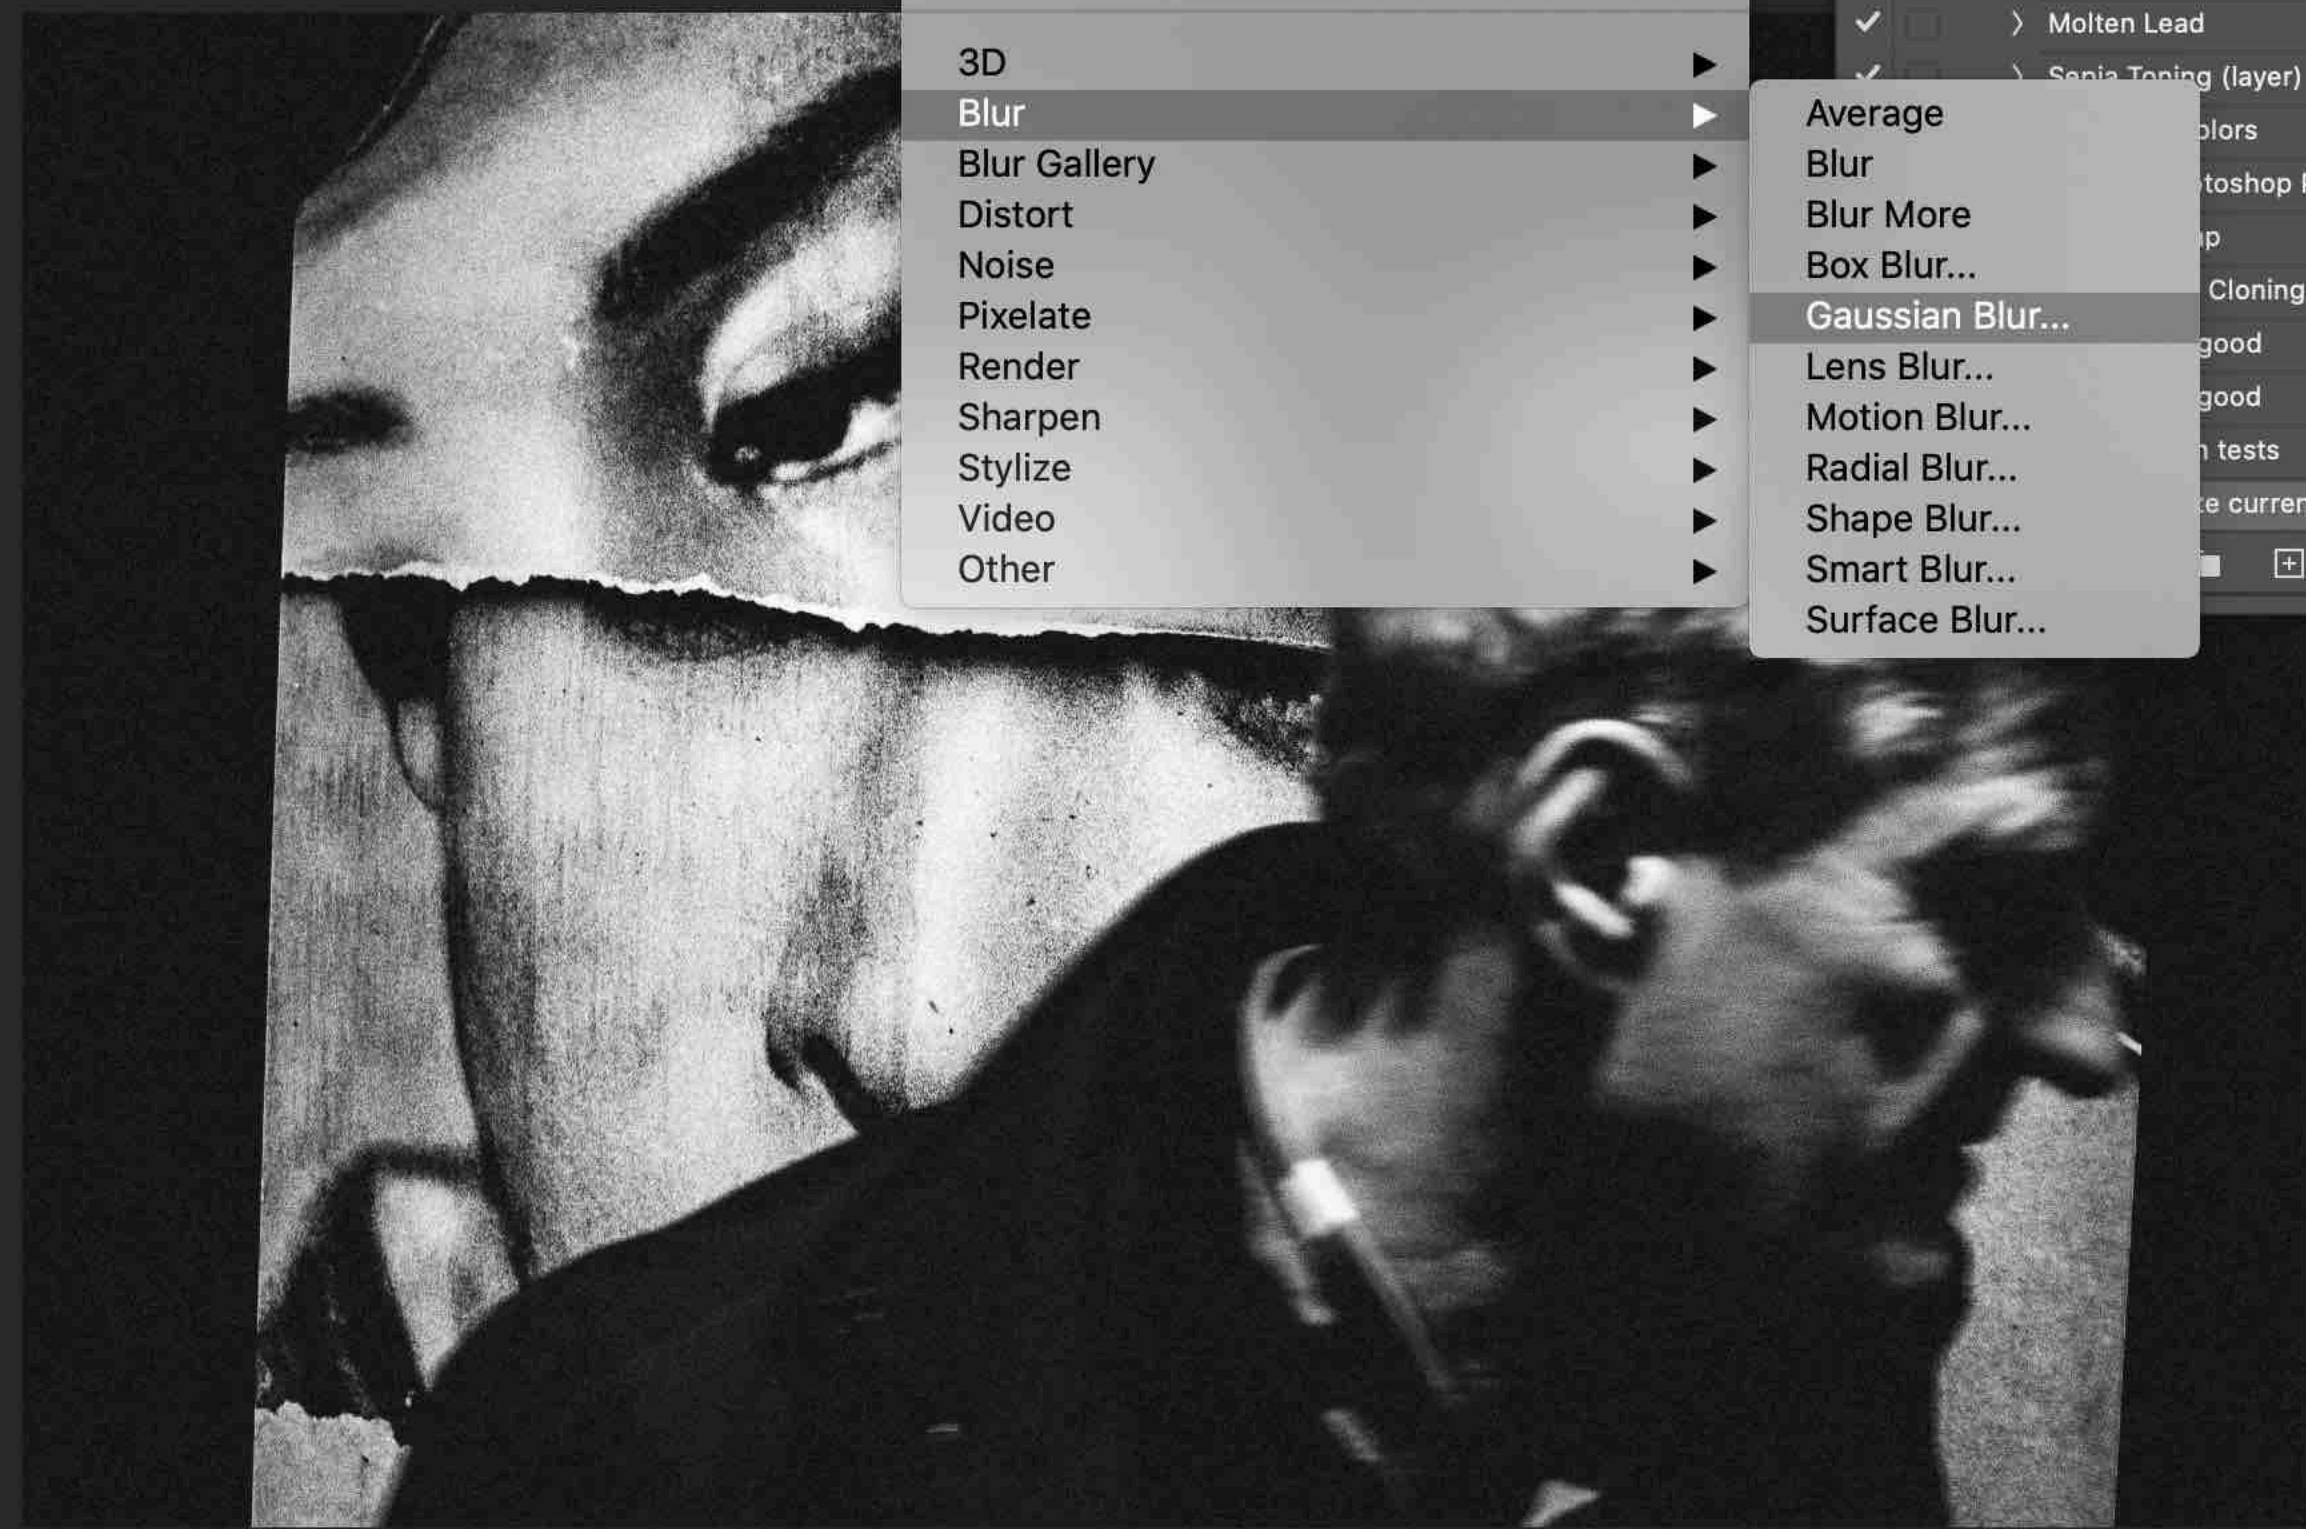 3D
Blur
Blur Gallery
Distort
Noise
Pixelate
Render
Sharpen
Stylize
Video
Other
Average
Blur
Blur More
Box Blur...
Gaussian Blur...
Lens Blur...
Motion Blur...
Radial Blur...
Shape Blur...
Smart Blur...
Surface Blur...
Molten Lead
Sepia Toning (layer)
Cloning
good
good
tests